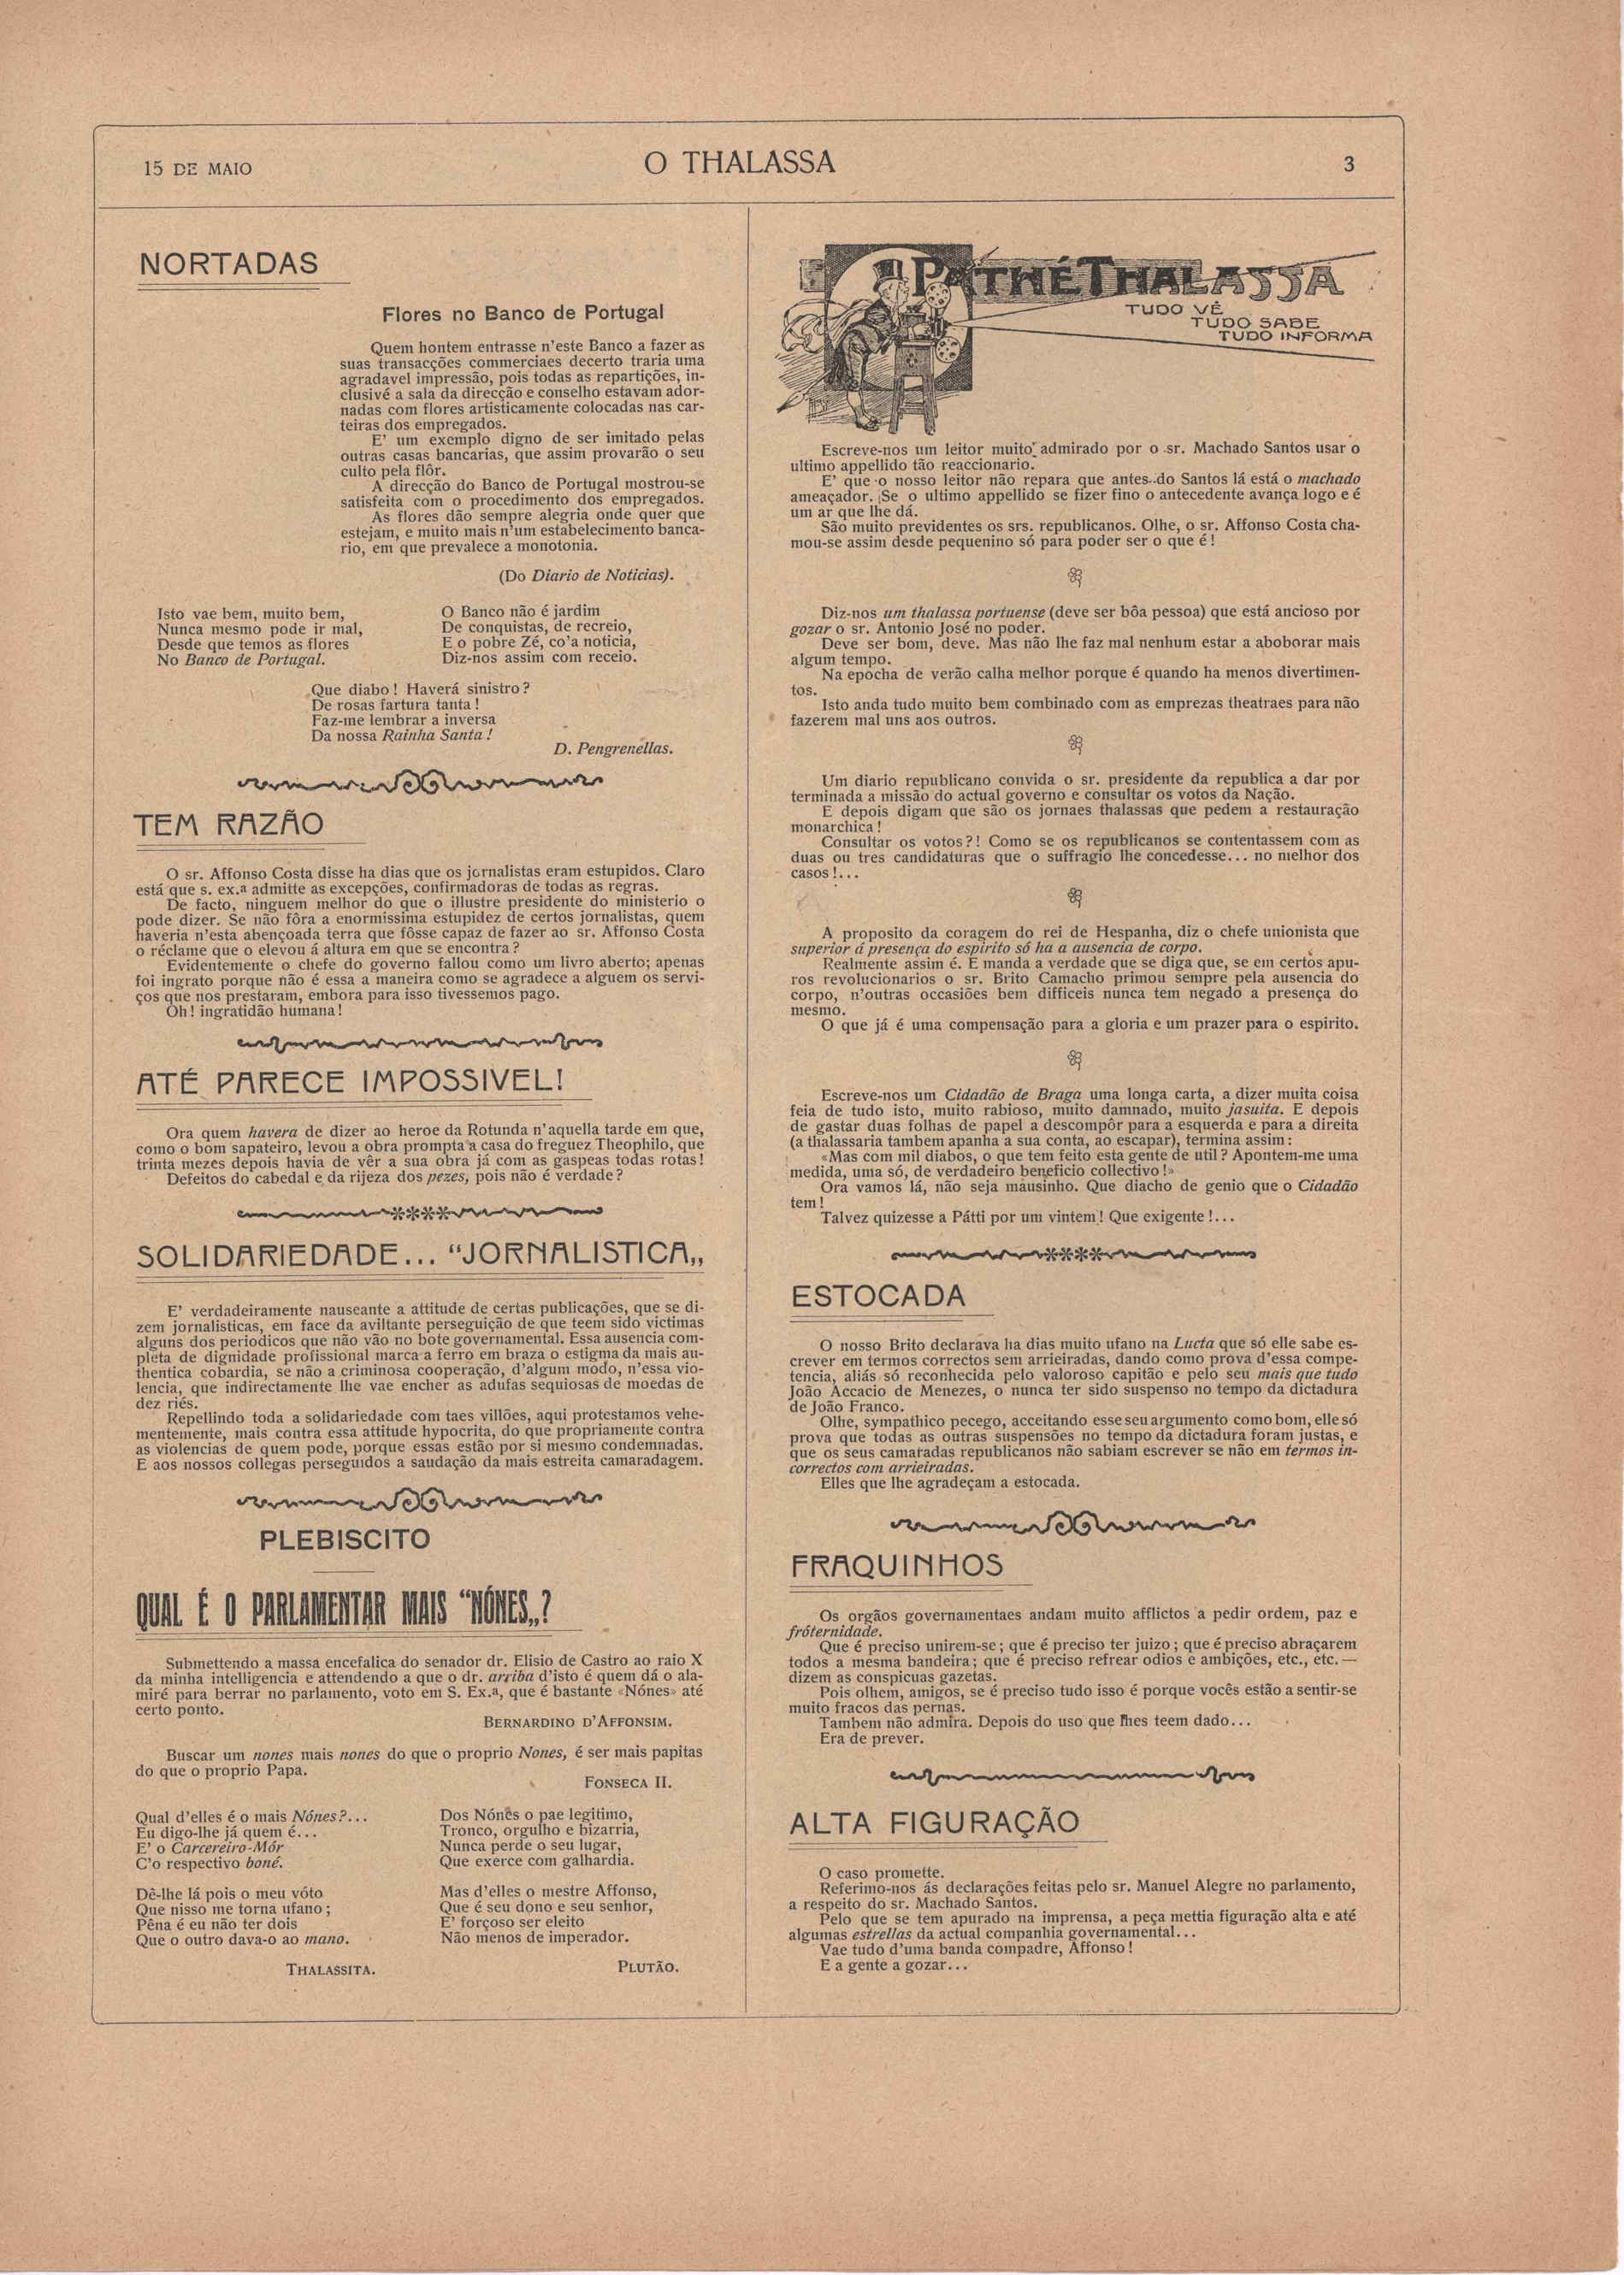 15 DE MAIO
O THALASSA
3
NORTADAS
Flores no Banco de Portugal
Quem hontem entrasse n'este Banco a fazer as
suas transacções commerciaes decerto traria uma
agradavel impressão, pois todas as repartições, in-
clusivé a sala da direcção e conselho estavam ador-
nadas com flores artisticamente colocadas nas car-
teiras dos empregados.
E' um exemplo digno de ser imitado pelas
outras casas bancarias, que assim provarão o seu
culto pela flôr.
A direcção do Banco de Portugal mostrou-se
satisfeita com o procedimento dos empregados.
As flores dão sempre alegria onde quer que
estejam, e muito mais n'um estabelecimento banca-
rio, em que prevalece a monotonia.
(Do Diario de Noticias).
Isto vae bem, muito bem,
Nunca mesmo pode ir mal,
Desde que temos as flores
No Banco de Portugal.
O Banco não é jardim
De conquistas, de recreio,
E o pobre Zé, co'a noticia,
Diz-nos assim com receio.
Que diabo! Haverá sinistro?
De rosas fartura tanta!
Faz-me lembrar a inversa
Da nossa Rainha Santa!
D. Pengrenellas.
TEM RAZÃO
O sr. Affonso Costa disse ha dias que os jornalistas eram estupidos. Claro
está que s. ex.ª admitte as excepções, confirmadoras de todas as regras.
De facto, ninguem melhor do que o illustre presidente do ministerio o
pode dizer. Se não fôra a enormissima estupidez de certos jornalistas, quem
haveria n'esta abençoada terra que fôsse capaz de fazer ao sr. Affonso Costa
o réclame que o elevou á altura em que se encontra?
Evidentemente o chefe do governo fallou como um livro aberto; apenas
foi ingrato porque não é essa a maneira como se agradece a alguem os servi-
ços que nos prestaram, embora para isso tivessemos pago.
Oh! ingratidão humana!
ATÉ PARECE IMPOSSIVEL!
Ora quem havera de dizer ao heroe da Rotunda n'aquella tarde em que,
como o bom sapateiro, levou a obra prompta a casa do freguez Theophilo, que
trinta mezes depois havia de vêr a sua obra já com as gaspeas todas rotas!
Defeitos do cabedal e da rijeza dos pezes, pois não é verdade?
SOLIDARIEDADE... "JORNALISTICA„
E' verdadeiramente nauseante a attitude de certas publicações, que se di-
zem jornalisticas, em face da aviltante perseguição de que teem sido victimas
alguns dos periodicos que não vão no bote governamental. Essa ausencia com-
pleta de dignidade profissional marca a ferro em braza o estigma da mais au-
thentica cobardia, se não a criminosa cooperação, d'algum modo, n'essa vio-
lencia, que indirectamente lhe vae encher as adufas sequiosas de moedas de
dez riés.
Repellindo toda a solidariedade com taes villões, aqui protestamos vehe-
mentemente, mais contra essa attitude hypocrita, do que propriamente contra
as violencias de quem pode, porque essas estão por si mesmo condemnadas.
E aos nossos collegas perseguidos a saudação da mais estreita camaradagem.
PLEBISCITO
QUAL É O PARLAMENTAR MAIS "NÓNES„?
Submettendo a massa encefalica do senador dr. Elisio de Castro ao raio X
da minha intelligencia e attendendo a que o dr. arriba d'isto é quem dá o ala-
miré para berrar no parlamento, voto em S. Ex.ª, que é bastante «Nónes» até
certo ponto.
BERNARDINO D'AFFONSIM.
Buscar um nones mais nones do que o proprio Nones, é ser mais papitas
do que o proprio Papa.
FONSECA II.
Qual d'elles é o mais Nónes?...
Eu digo-lhe já quem é...
E' o Carcereiro-Mór
C'o respectivo boné.
Dê-lhe lá pois o meu vóto
Que nisso me torna ufano;
Pêna é eu não ter dois
Que o outro dava-o ao mano.
THALASSITA.
Dos Nónes o pae legitimo,
Tronco, orgulho e bizarria,
Nunca perde o seu lugar,
Que exerce com galhardia.
Mas d'elles o mestre Affonso,
Que é seu dono e seu senhor,
E' forçoso ser eleito
Não menos de imperador.
PLUTÃO.
PATHÉ THALASSA
TUDO VÊ
TUDO SABE
TUDO INFORMA
Escreve-nos um leitor muito admirado por o sr. Machado Santos usar o
ultimo appellido tão reaccionario.
E' que o nosso leitor não repara que antes do Santos lá está o machado
ameaçador. Se o ultimo appellido se fizer fino o antecedente avança logo e é
um ar que lhe dá.
São muito previdentes os srs. republicanos. Olhe, o sr. Affonso Costa cha-
mou-se assim desde pequenino só para poder ser o que é!
Diz-nos um thalassa portuense (deve ser bôa pessoa) que está ancioso por
gozar o sr. Antonio José no poder.
Deve ser bom, deve. Mas não lhe faz mal nenhum estar a aboborar mais
algum tempo.
Na epocha de verão calha melhor porque é quando ha menos divertimen-
tos.
Isto anda tudo muito bem combinado com as emprezas theatraes para não
fazerem mal uns aos outros.
Um diario republicano convida o sr. presidente da republica a dar por
terminada a missão do actual governo e consultar os votos da Nação.
E depois digam que são os jornaes thalassas que pedem a restauração
monarchica!
Consultar os votos?! Como se os republicanos se contentassem com as
duas ou tres candidaturas que o suffragio lhe concedesse... no melhor dos
casos!...
A proposito da coragem do rei de Hespanha, diz o chefe unionista que
superior á presença do espirito só ha a ausencia de corpo.
Realmente assim é. E manda a verdade que se diga que, se em certos apu-
ros revolucionarios o sr. Brito Camacho primou sempre pela ausencia do
corpo, n'outras occasiões bem difficeis nunca tem negado a presença do
mesmo.
O que já é uma compensação para a gloria e um prazer para o espirito.
Escreve-nos um Cidadão de Braga uma longa carta, a dizer muita coisa
feia de tudo isto, muito rabioso, muito damnado, muito jasuita. E depois
de gastar duas folhas de papel a descompôr para a esquerda e para a direita
(a thalassaria tambem apanha a sua conta, ao escapar), termina assim:
«Mas com mil diabos, o que tem feito esta gente de util? Apontem-me uma
medida, uma só, de verdadeiro beneficio collectivo!»
Ora vamos lá, não seja mausinho. Que diacho de genio que o Cidadão
tem!
Talvez quizesse a Pátti por um vintem! Que exigente!...
ESTOCADA
O nosso Brito declarava ha dias muito ufano na Lucta que só elle sabe es-
crever em termos correctos sem arrieiradas, dando como prova d'essa compe-
tencia, aliás só reconhecida pelo valoroso capitão e pelo seu mais que tudo
João Accacio de Menezes, o nunca ter sido suspenso no tempo da dictadura
de João Franco.
Olhe, sympathico pecego, acceitando esse seu argumento como bom, elle só
prova que todas as outras suspensões no tempo da dictadura foram justas, e
que os seus camaradas republicanos não sabiam escrever se não em termos in-
correctos com arrieiradas.
Elles que lhe agradeçam a estocada.
FRAQUINHOS
Os orgãos governamentaes andam muito afflictos a pedir ordem, paz e
fróternidade.
Que é preciso unirem-se; que é preciso ter juizo; que é preciso abraçarem
todos a mesma bandeira; que é preciso refrear odios e ambições, etc., etc.—
dizem as conspicuas gazetas.
Pois olhem, amigos, se é preciso tudo isso é porque vocês estão a sentir-se
muito fracos das pernas.
Tambem não admira. Depois do uso que lhes teem dado...
Era de prever.
ALTA FIGURAÇÃO
O caso promette.
Referimo-nos ás declarações feitas pelo sr. Manuel Alegre no parlamento,
a respeito do sr. Machado Santos.
Pelo que se tem apurado na imprensa, a peça mettia figuração alta e até
algumas estrellas da actual companhia governamental...
Vae tudo d'uma banda compadre, Affonso!
E a gente a gozar...